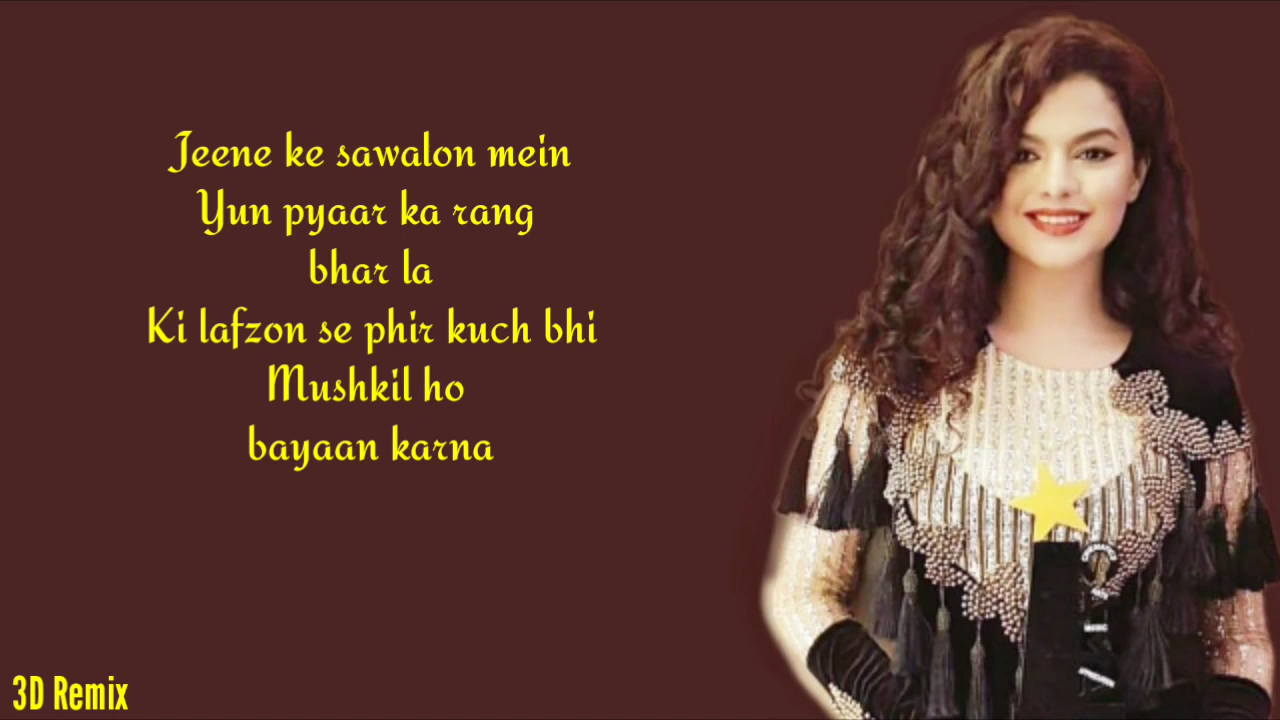 Jeene ke sawalon mein
Yun pyaar ka rang
bhar la
Ki lafzon se phir kuch bhi
Mushkil ho
bayaan karna
3D Remix